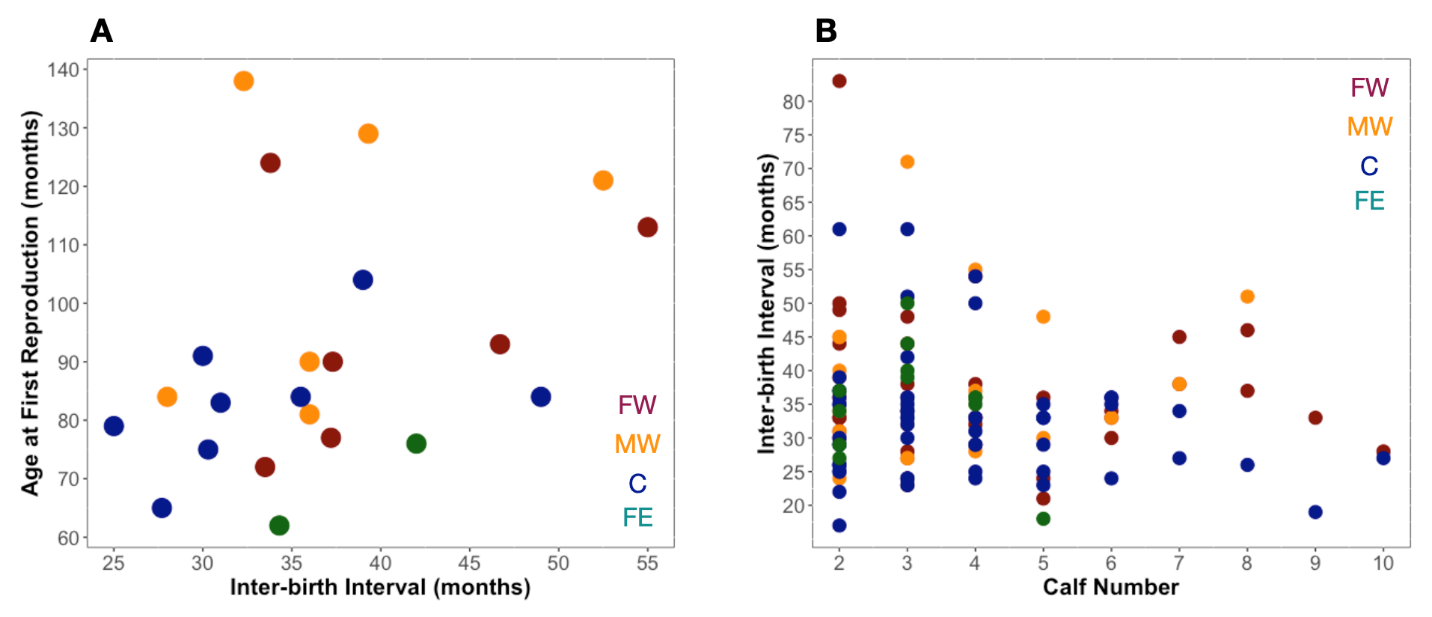 A
Age at First Reproduction (months)
140
130
120
110
100
90
80
70
60
25 30 35 40 45 50 55
Inter-birth Interval (months)
FW
MW
C
FE
B
Inter-birth Interval (months)
80
75
70
65
60
55
50
45
40
35
30
25
20
2 3 4 5 6 7 8 9 10
Calf Number
FW
MW
C
FE